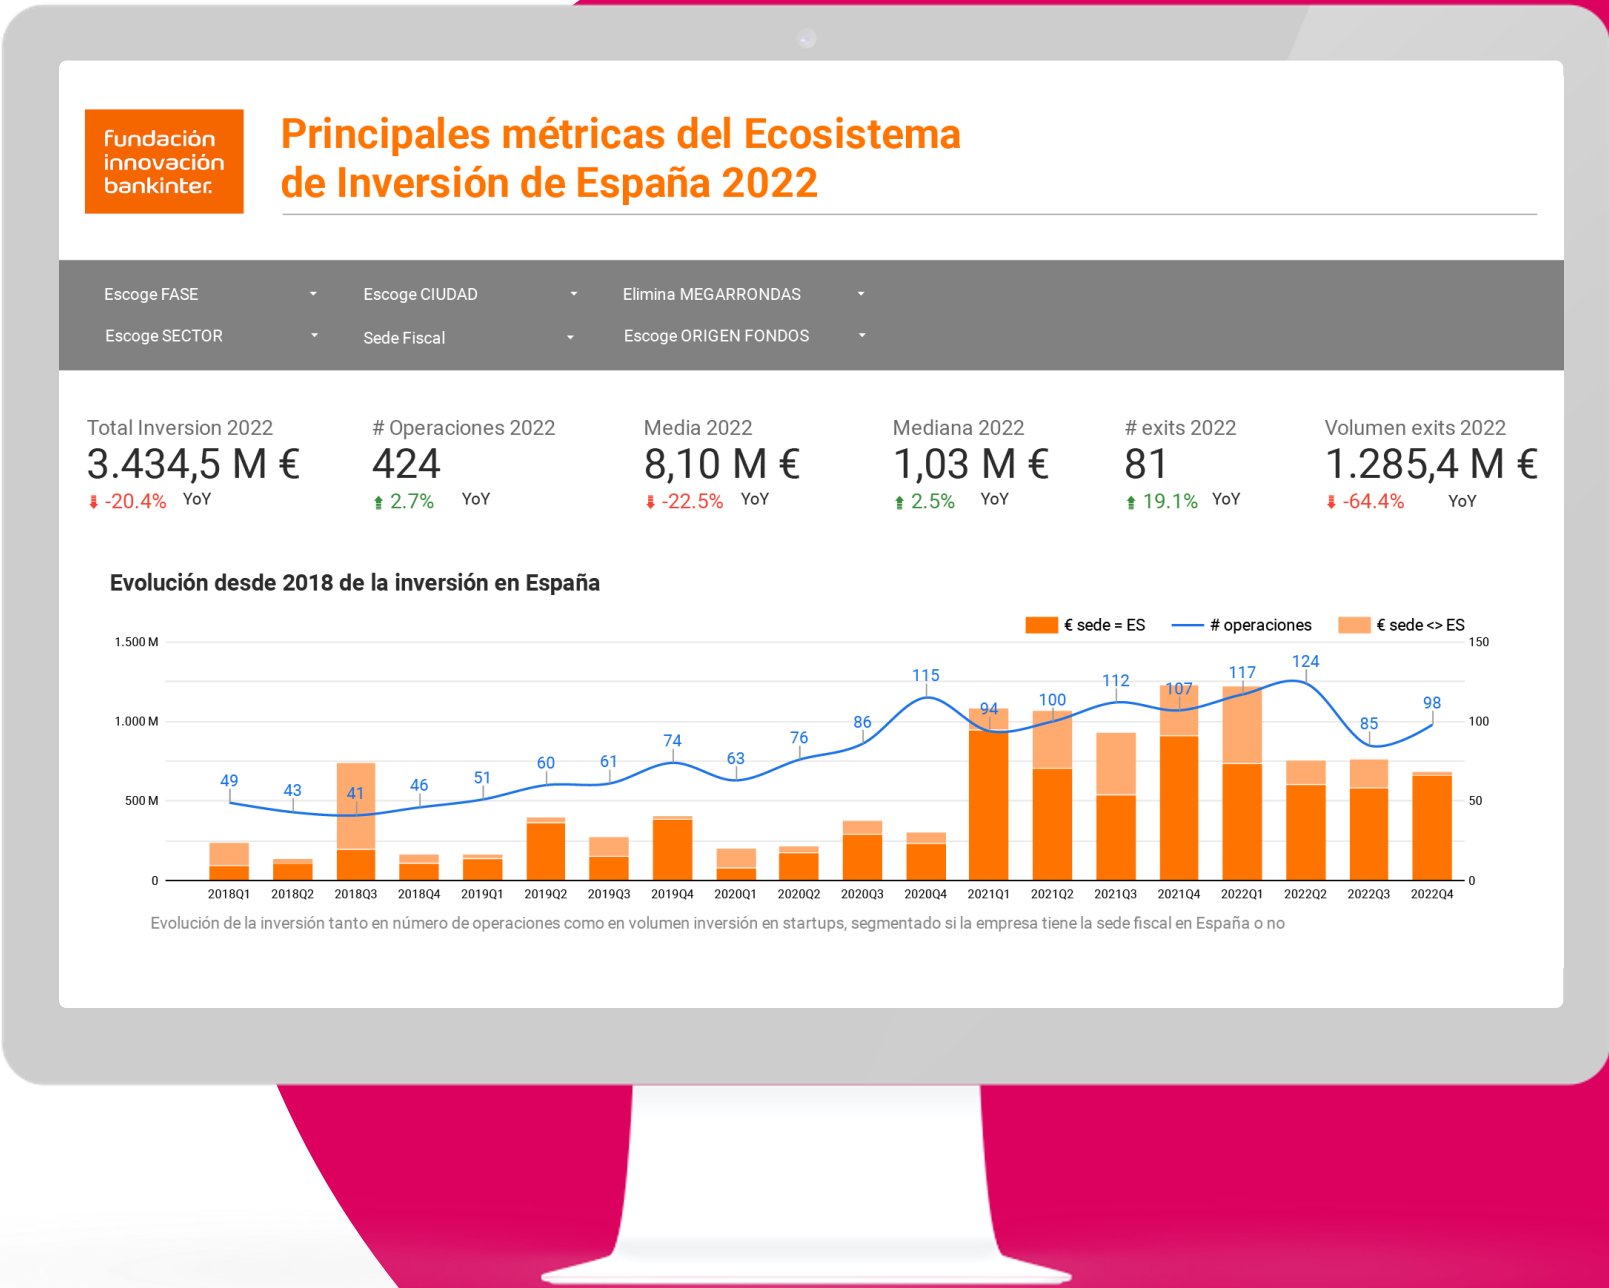 fundación
innovación
bankinter.
Principales métricas del Ecosistema
de Inversión de España 2022
Escoge FASE
Escoge CIUDAD
Elimina MEGARRONDAS
Escoge SECTOR
Sede Fiscal
Escoge ORIGEN FONDOS
Total Inversion 2022
3.434,5 M €
-20.4% YoY
# Operaciones 2022
424
2.7% YoY
Media 2022
8,10 M €
-22.5% YoY
Mediana 2022
1,03 M €
2.5% YoY
# exits 2022
81
19.1% YoY
Volumen exits 2022
1.285,4 M €
-64.4% YoY
Evolución desde 2018 de la inversión en España
€ sede = ES # operaciones € sede <> ES
1.500 M
1.000 M
500 M
0
150
100
50
0
49 43 41 46 51 60 61 74 63 76 86 115 94 100 112 107 117 124 85 98
2018Q1 2018Q2 2018Q3 2018Q4 2019Q1 2019Q2 2019Q3 2019Q4 2020Q1 2020Q2 2020Q3 2020Q4 2021Q1 2021Q2 2021Q3 2021Q4 2022Q1 2022Q2 2022Q3 2022Q4
Evolución de la inversión tanto en número de operaciones como en volumen inversión en startups, segmentado si la empresa tiene la sede fiscal en España o no